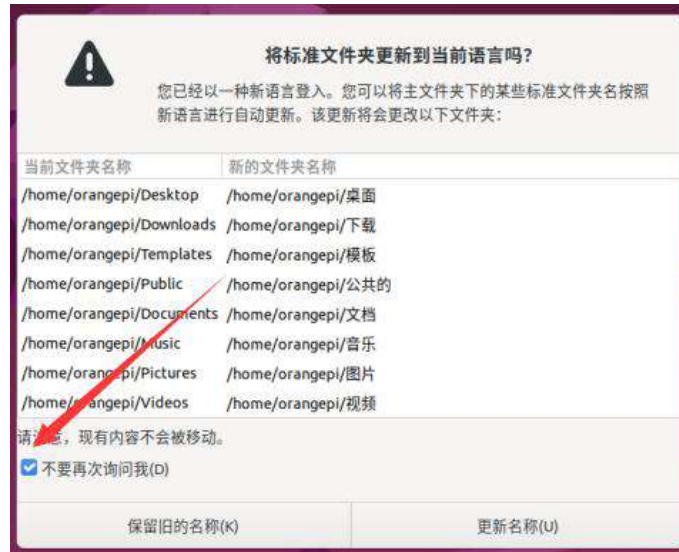 将标准文件夹更新到当前语言吗?
您已经以一种新语言登入。您可以将主文件夹下的某些标准文件夹名按照
新语言进行自动更新。该更新将会更改以下文件夹:
当前文件夹名称 新的文件夹名称
/home/orangepi/Desktop /home/orangepi/桌面
/home/orangepi/Downloads /home/orangepi/下载
/home/orangepi/Templates /home/orangepi/模板
/home/orangepi/Public /home/orangepi/公共的
/home/orangepi/Documents /home/orangepi/文档
/home/orangepi/Music /home/orangepi/音乐
/home/orangepi/Pictures /home/orangepi/图片
/home/orangepi/Videos /home/orangepi/视频
请注意，现有内容不会被移动。
不要再次询问我(D)
保留旧的名称(K) 更新名称(U)